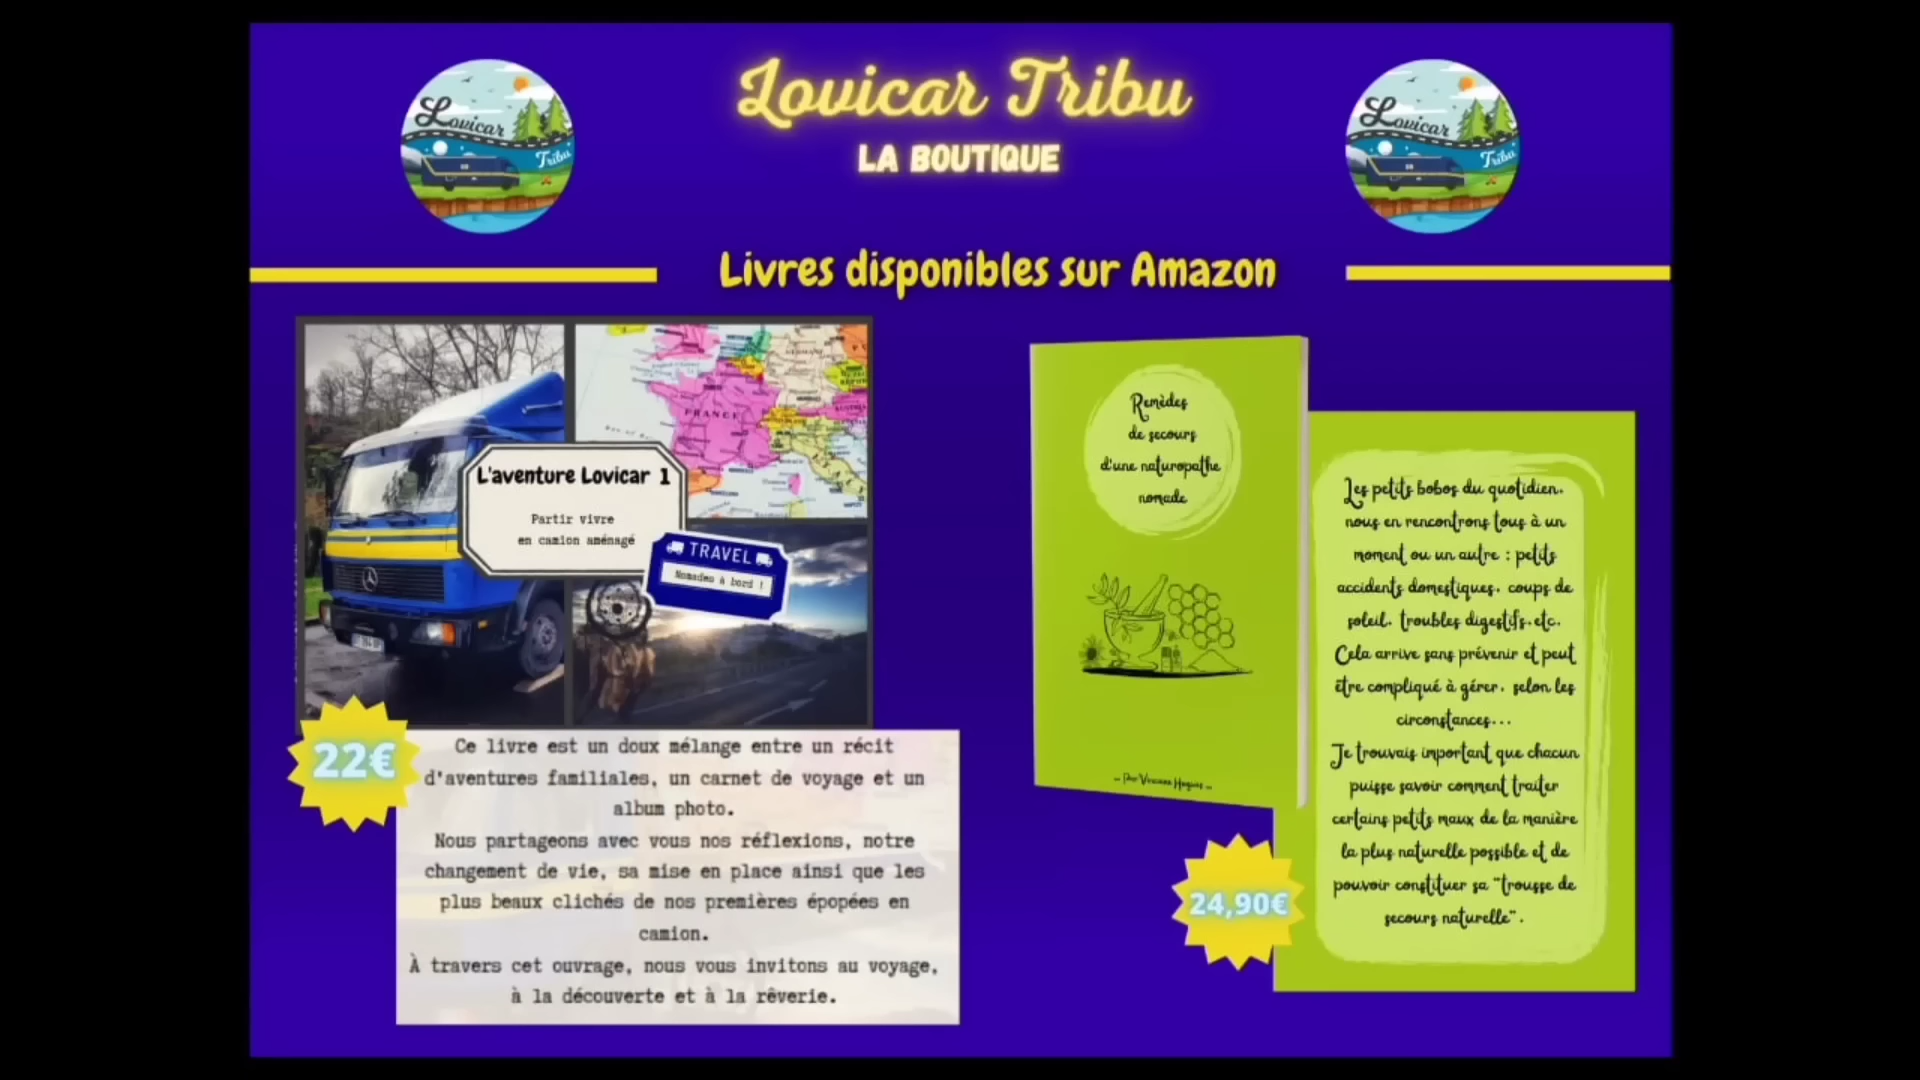 Lovicar Tribu
LA BOUTIQUE
Lovicar
Tribu
Lovicar
Tribu
Livres disponibles sur Amazon
FRANCE
L'aventure Lovicar 1
Partir vivre
en camion aménagé
TRAVEL
Nomades à bord !
22€
Ce livre est un doux mélange entre un récit
d'aventures familiales, un carnet de voyage et un
album photo.
Nous partageons avec vous nos réflexions, notre
changement de vie, sa mise en place ainsi que les
plus beaux clichés de nos premières épopées en
camion.
À travers cet ouvrage, nous vous invitons au voyage,
à la découverte et à la rêverie.
Remèdes
de secours
d'une naturopathe
nomade
24,90€
Les petits bobos du quotidien,
nous en rencontrons tous à un
moment ou un autre : petits
accidents domestiques, coups de
soleil, troubles digestifs,etc.
Cela arrive sans prévenir et peut
être compliqué à gérer, selon les
circonstances...
Je trouvais important que chacun
puisse savoir comment traiter
certains petits maux de la manière
la plus naturelle possible et de
pouvoir constituer sa "trousse de
secours naturelle".